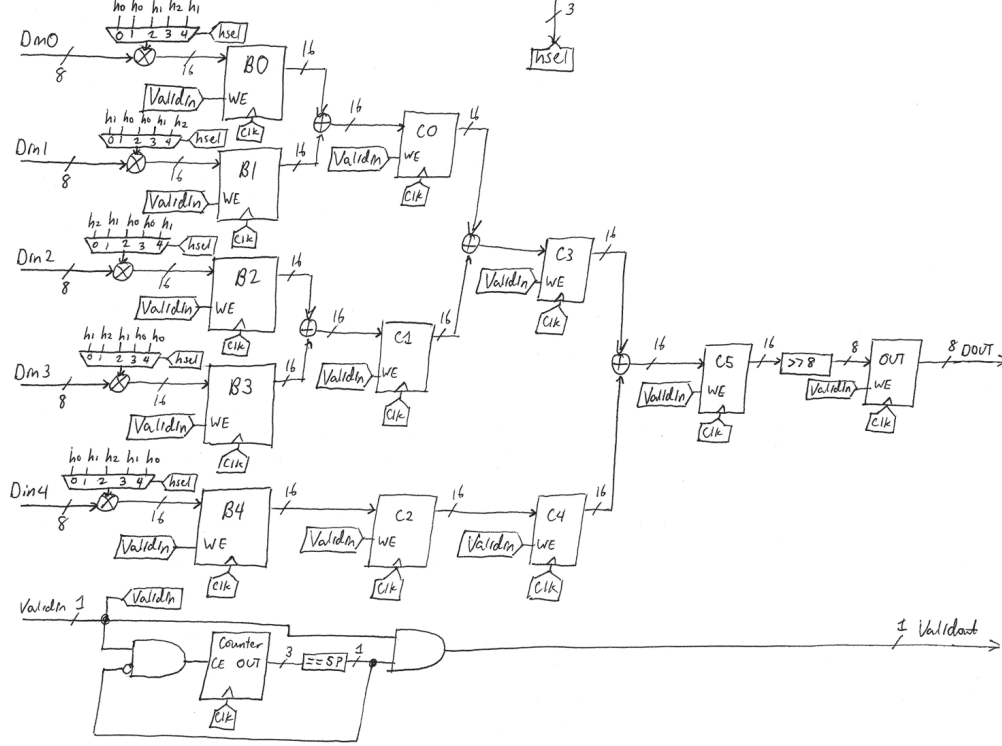 h0 h0 h1 h2 h1
0 1 2 3 4
hsel
3
hsel
Din0
8
16
B0
16
ValidIn
WE
Clk
16
C0
16
ValidIn
WE
Clk
h1 h0 h0 h1 h2
0 1 2 3 4
hsel
Din1
8
16
B1
16
ValidIn
WE
Clk
h2 h1 h0 h0 h1
0 1 2 3 4
hsel
Din2
8
16
B2
16
ValidIn
WE
Clk
C3
16
ValidIn
WE
Clk
16
C1
16
ValidIn
WE
Clk
h1 h2 h1 h0 h0
0 1 2 3 4
hsel
Din3
8
16
B3
16
ValidIn
WE
Clk
16
C5
16
>>8
8
OUT
8
DOUT
ValidIn
WE
Clk
ValidIn
WE
Clk
h0 h1 h2 h1 h0
0 1 2 3 4
hsel
Din4
8
16
B4
16
C2
16
C4
16
ValidIn
WE
Clk
ValidIn
WE
Clk
ValidIn
WE
Clk
ValidIn
1
ValidIn
Counter
CE OUT
3
==5?
1
Clk
1
Validout